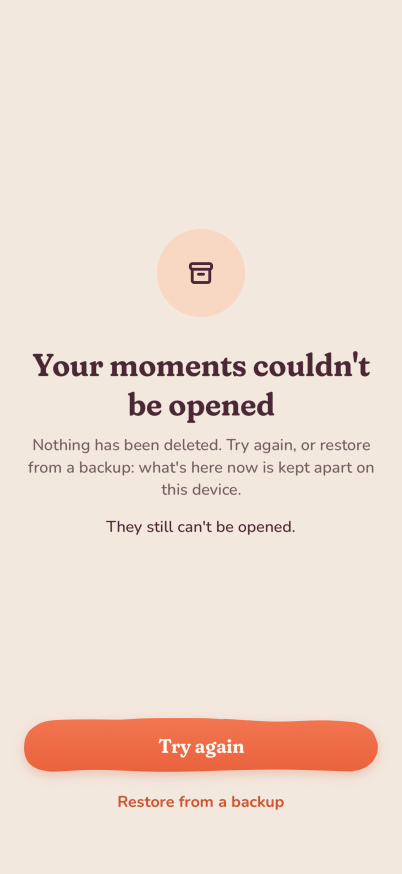 Your moments couldn't
be opened
Nothing has been deleted. Try again, or restore
from a backup: what's here now is kept apart on
this device.
They still can't be opened.
Try again
Restore from a backup